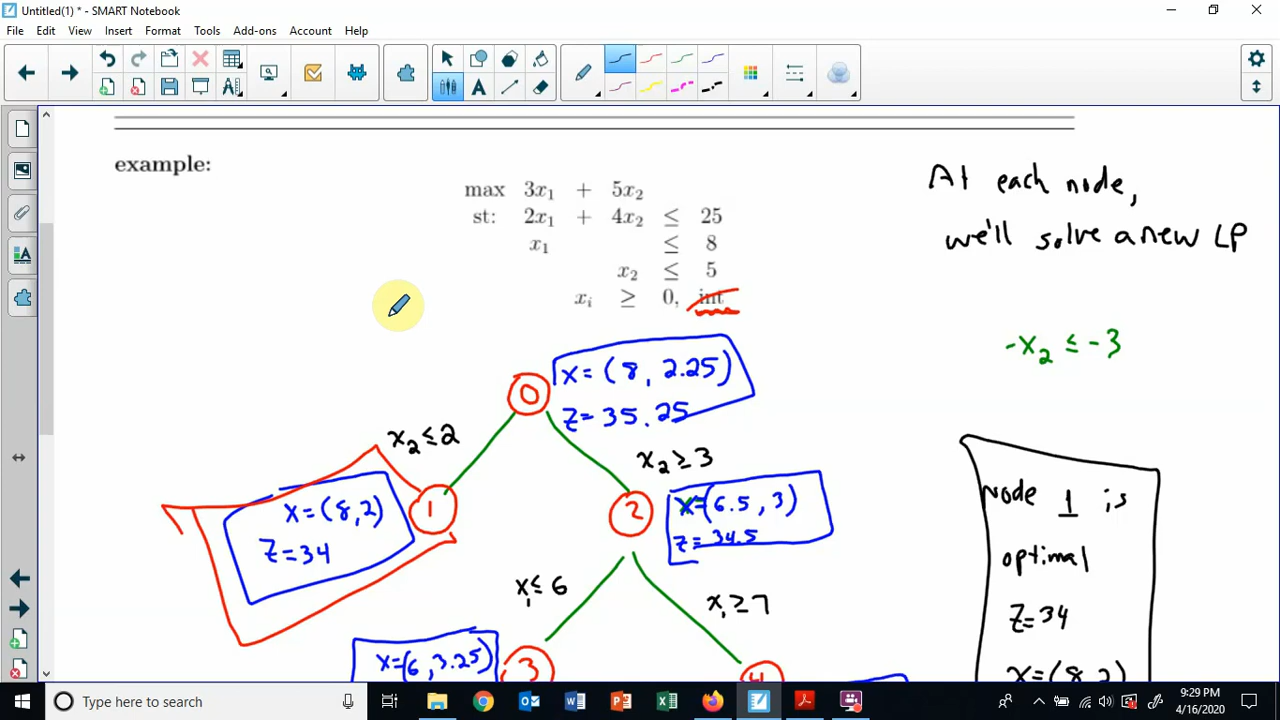 Untitled(1) * - SMART Notebook
File Edit View Insert Format Tools Add-ons Account Help
example:
max 3x₁ + 5x₂
st: 2x₁ + 4x₂ ≤ 25
x₁ ≤ 8
x₂ ≤ 5
xᵢ ≥ 0, int
At each node,
we'll solve a new LP
-x₂ ≤ -3
0
x = (8, 2.25)
z = 35.25
x₂ ≤ 2
x₂ ≥ 3
1
x = (8,2)
z = 34
2
x = (6.5, 3)
z = 34.5
x₁ ≤ 6
x₁ ≥ 7
3
x = (6, 3.25)
4
Node 1 is
optimal
z = 34
x = (8,2)
Type here to search
9:29 PM
4/16/2020